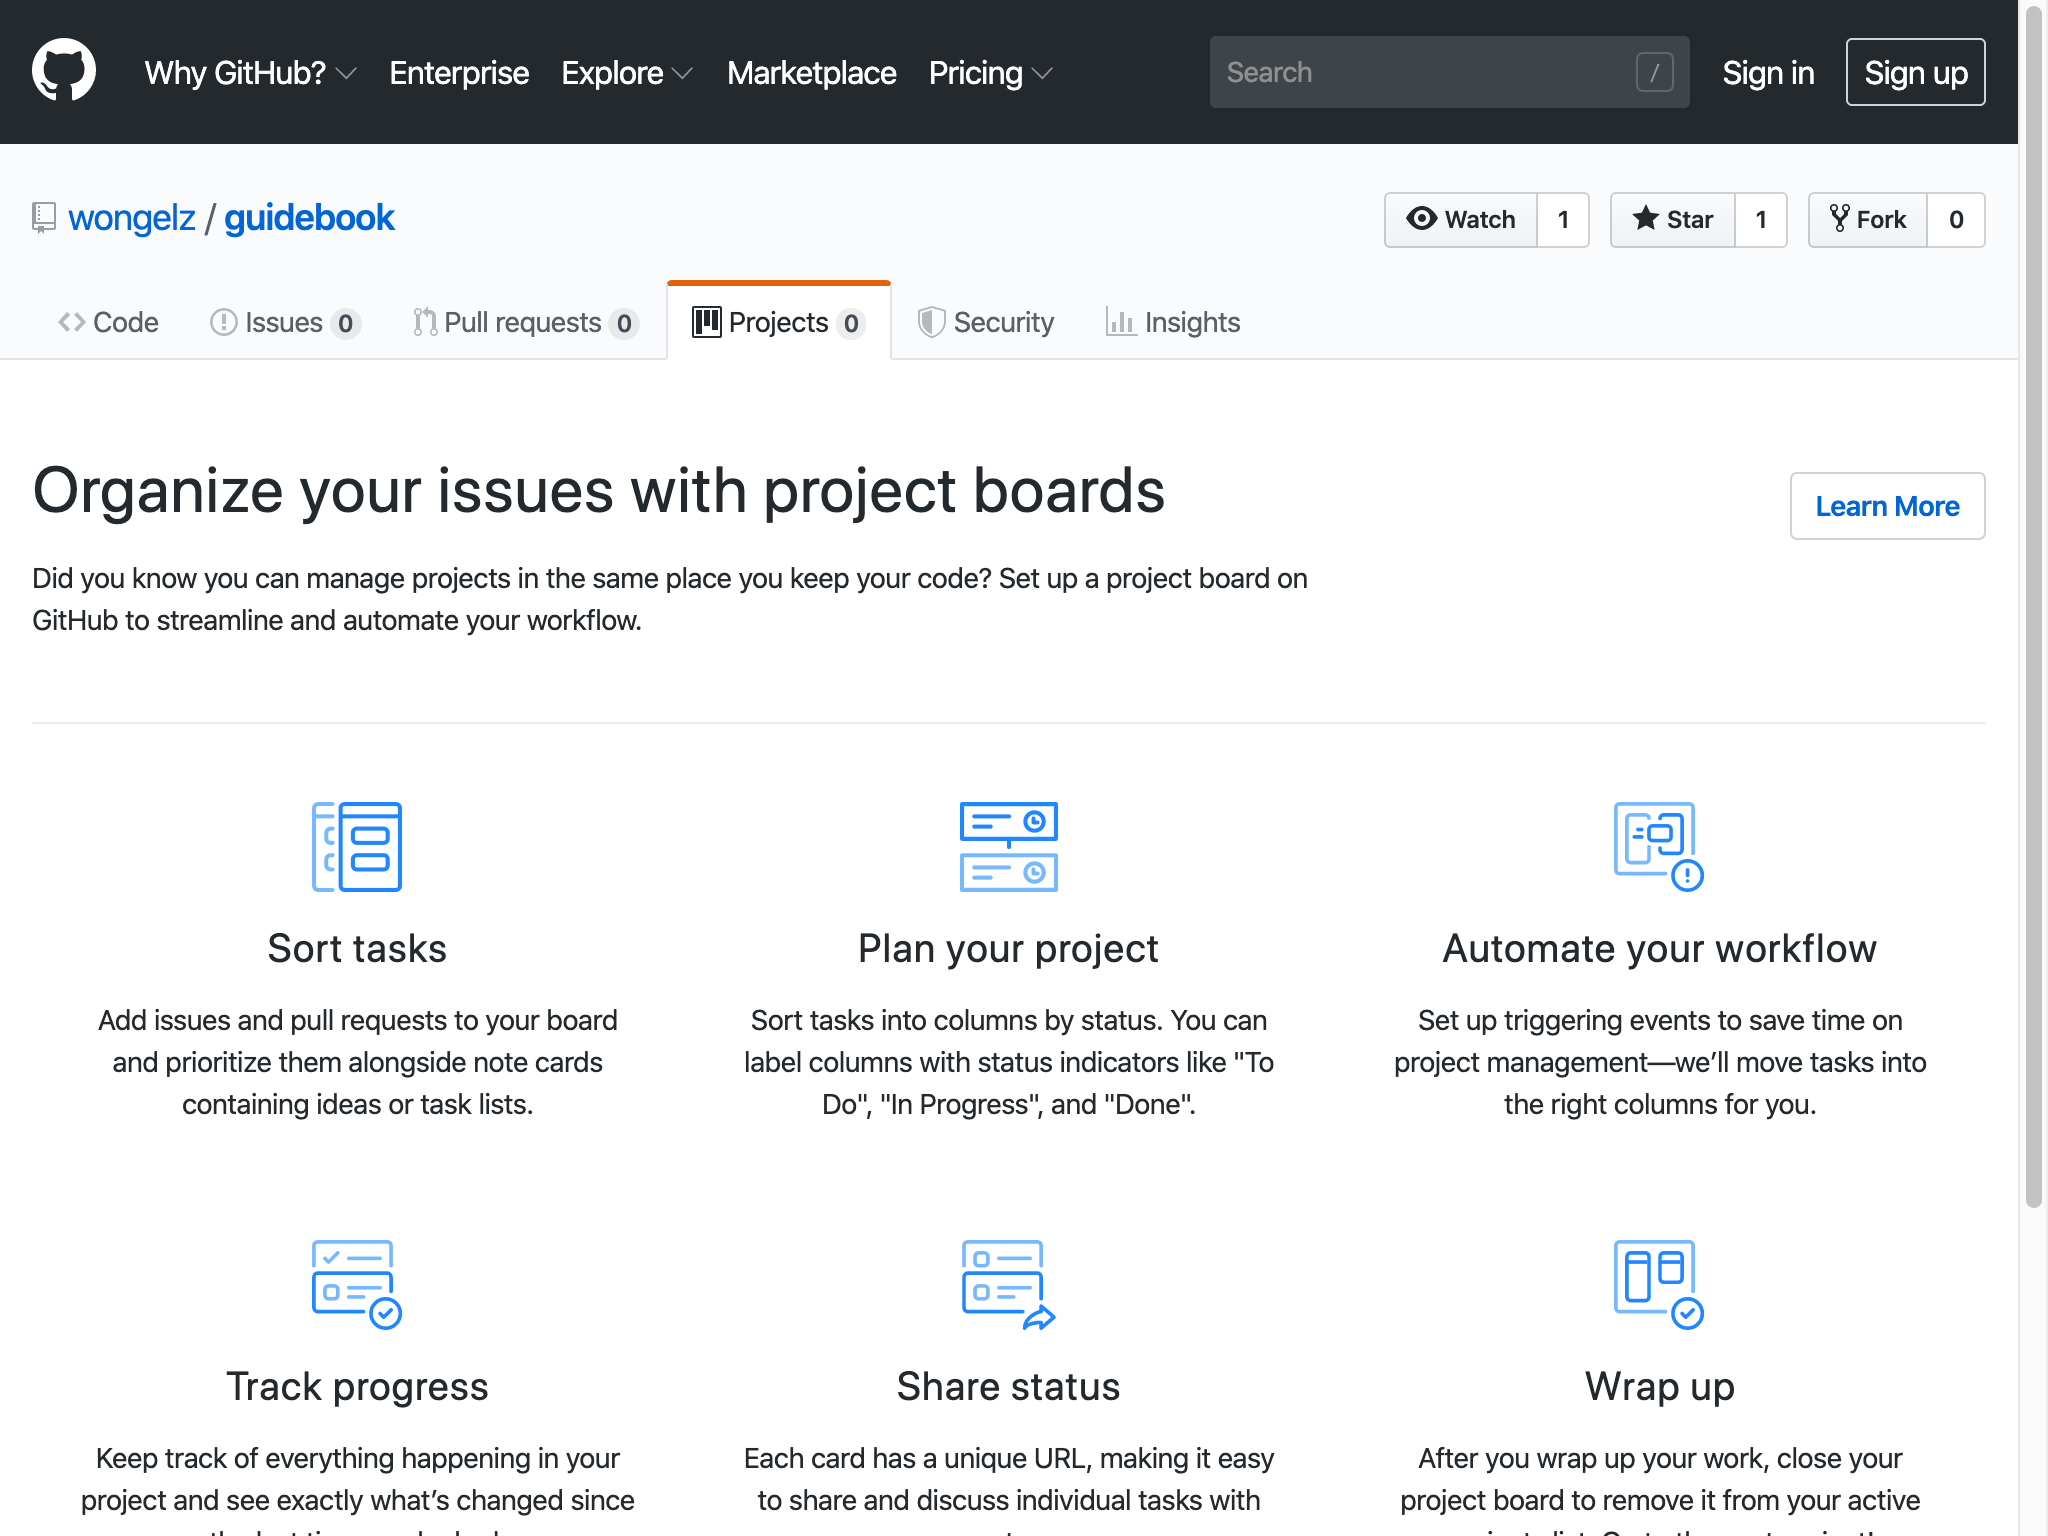 Why GitHub? Enterprise Explore Marketplace Pricing Search / Sign in Sign up
wongelz / guidebook Watch 1 Star 1 Fork 0
Code Issues 0 Pull requests 0 Projects 0 Security Insights
Organize your issues with project boards
Learn More
Did you know you can manage projects in the same place you keep your code? Set up a project board on
GitHub to streamline and automate your workflow.
Sort tasks
Add issues and pull requests to your board
and prioritize them alongside note cards
containing ideas or task lists.
Plan your project
Sort tasks into columns by status. You can
label columns with status indicators like "To
Do", "In Progress", and "Done".
Automate your workflow
Set up triggering events to save time on
project management—we’ll move tasks into
the right columns for you.
Track progress
Keep track of everything happening in your
project and see exactly what’s changed since
Share status
Each card has a unique URL, making it easy
to share and discuss individual tasks with
Wrap up
After you wrap up your work, close your
project board to remove it from your active